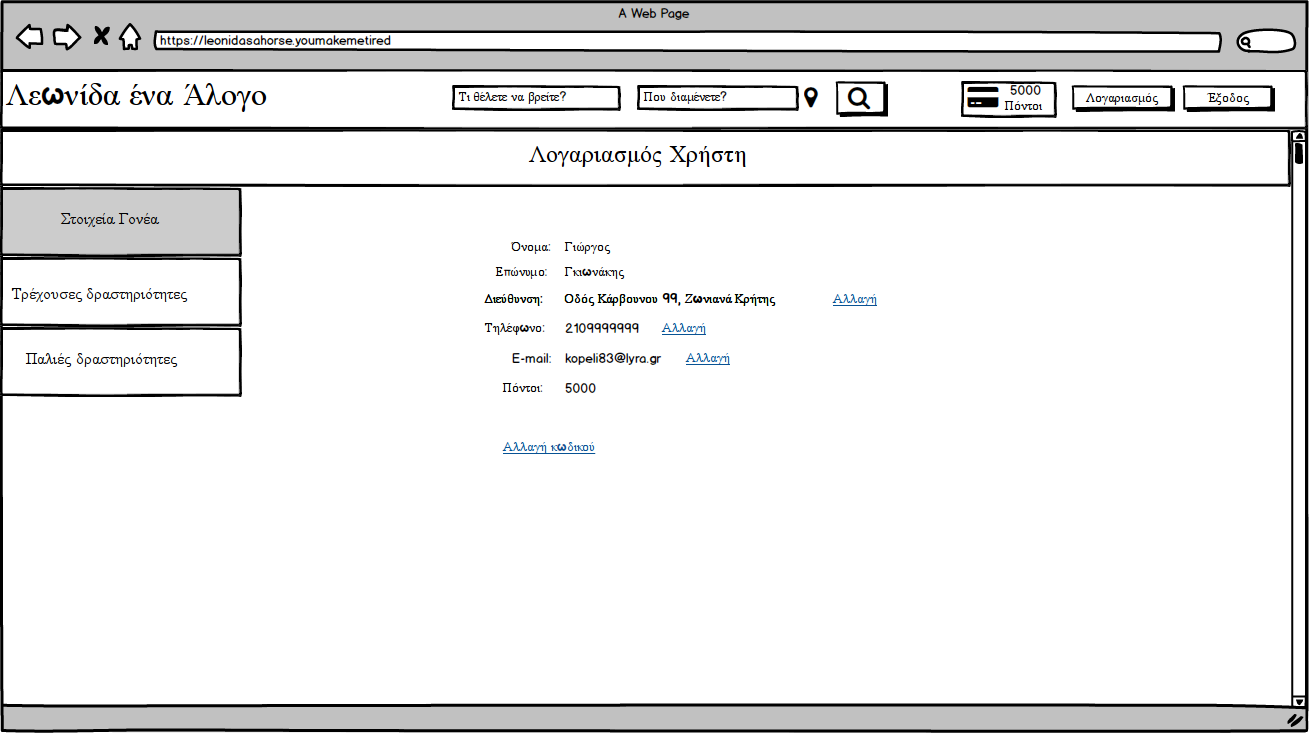 A Web Page
https://leonidasahorse.youmakemetired
Λεωνίδα ένα Άλογο
Τι θέλετε να βρείτε?
Που διαμένετε?
5000
Πόντοι
Λογαριασμός
Έξοδος
Λογαριασμός Χρήστη
Στοιχεία Γονέα
Τρέχουσες δραστηριότητες
Παλιές δραστηριότητες
Όνομα: Γιώργος
Επώνυμο: Γκιωνάκης
Διεύθυνση: Οδός Κάρβουνου 99, Ζωνιανά Κρήτης Αλλαγή
Τηλέφωνο: 2109999999 Αλλαγή
E-mail: kopeli83@lyra.gr Αλλαγή
Πόντοι: 5000
Αλλαγή κωδικού